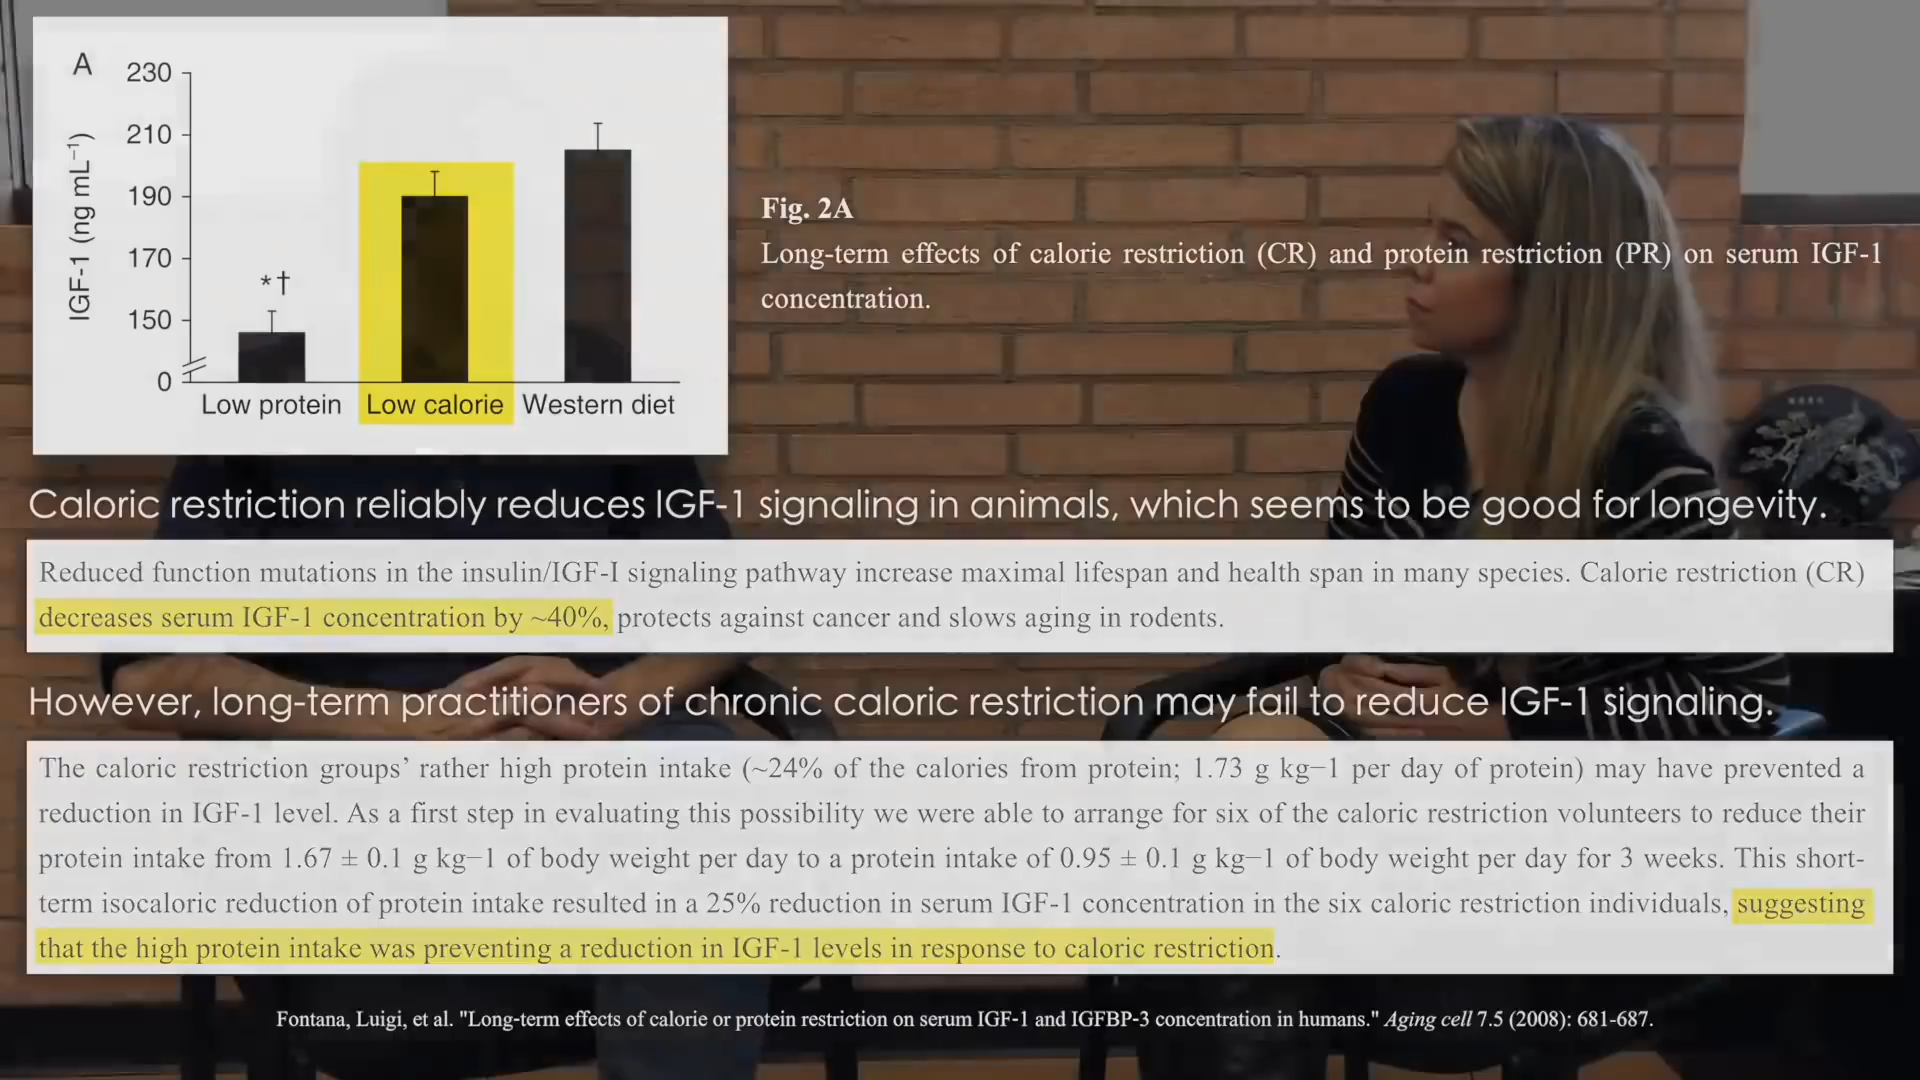 A
230
210
190
170
150
0
IGF-1 (ng mL⁻¹)
*†
Low protein
Low calorie
Western diet
Fig. 2A
Long-term effects of calorie restriction (CR) and protein restriction (PR) on serum IGF-1
concentration.
Caloric restriction reliably reduces IGF-1 signaling in animals, which seems to be good for longevity.
Reduced function mutations in the insulin/IGF-I signaling pathway increase maximal lifespan and health span in many species. Calorie restriction (CR)
decreases serum IGF-1 concentration by ~40%, protects against cancer and slows aging in rodents.
However, long-term practitioners of chronic caloric restriction may fail to reduce IGF-1 signaling.
The caloric restriction groups’ rather high protein intake (~24% of the calories from protein; 1.73 g kg−1 per day of protein) may have prevented a
reduction in IGF-1 level. As a first step in evaluating this possibility we were able to arrange for six of the caloric restriction volunteers to reduce their
protein intake from 1.67 ± 0.1 g kg−1 of body weight per day to a protein intake of 0.95 ± 0.1 g kg−1 of body weight per day for 3 weeks. This short-
term isocaloric reduction of protein intake resulted in a 25% reduction in serum IGF-1 concentration in the six caloric restriction individuals, suggesting
that the high protein intake was preventing a reduction in IGF-1 levels in response to caloric restriction.
Fontana, Luigi, et al. "Long-term effects of calorie or protein restriction on serum IGF-1 and IGFBP-3 concentration in humans." Aging cell 7.5 (2008): 681-687.